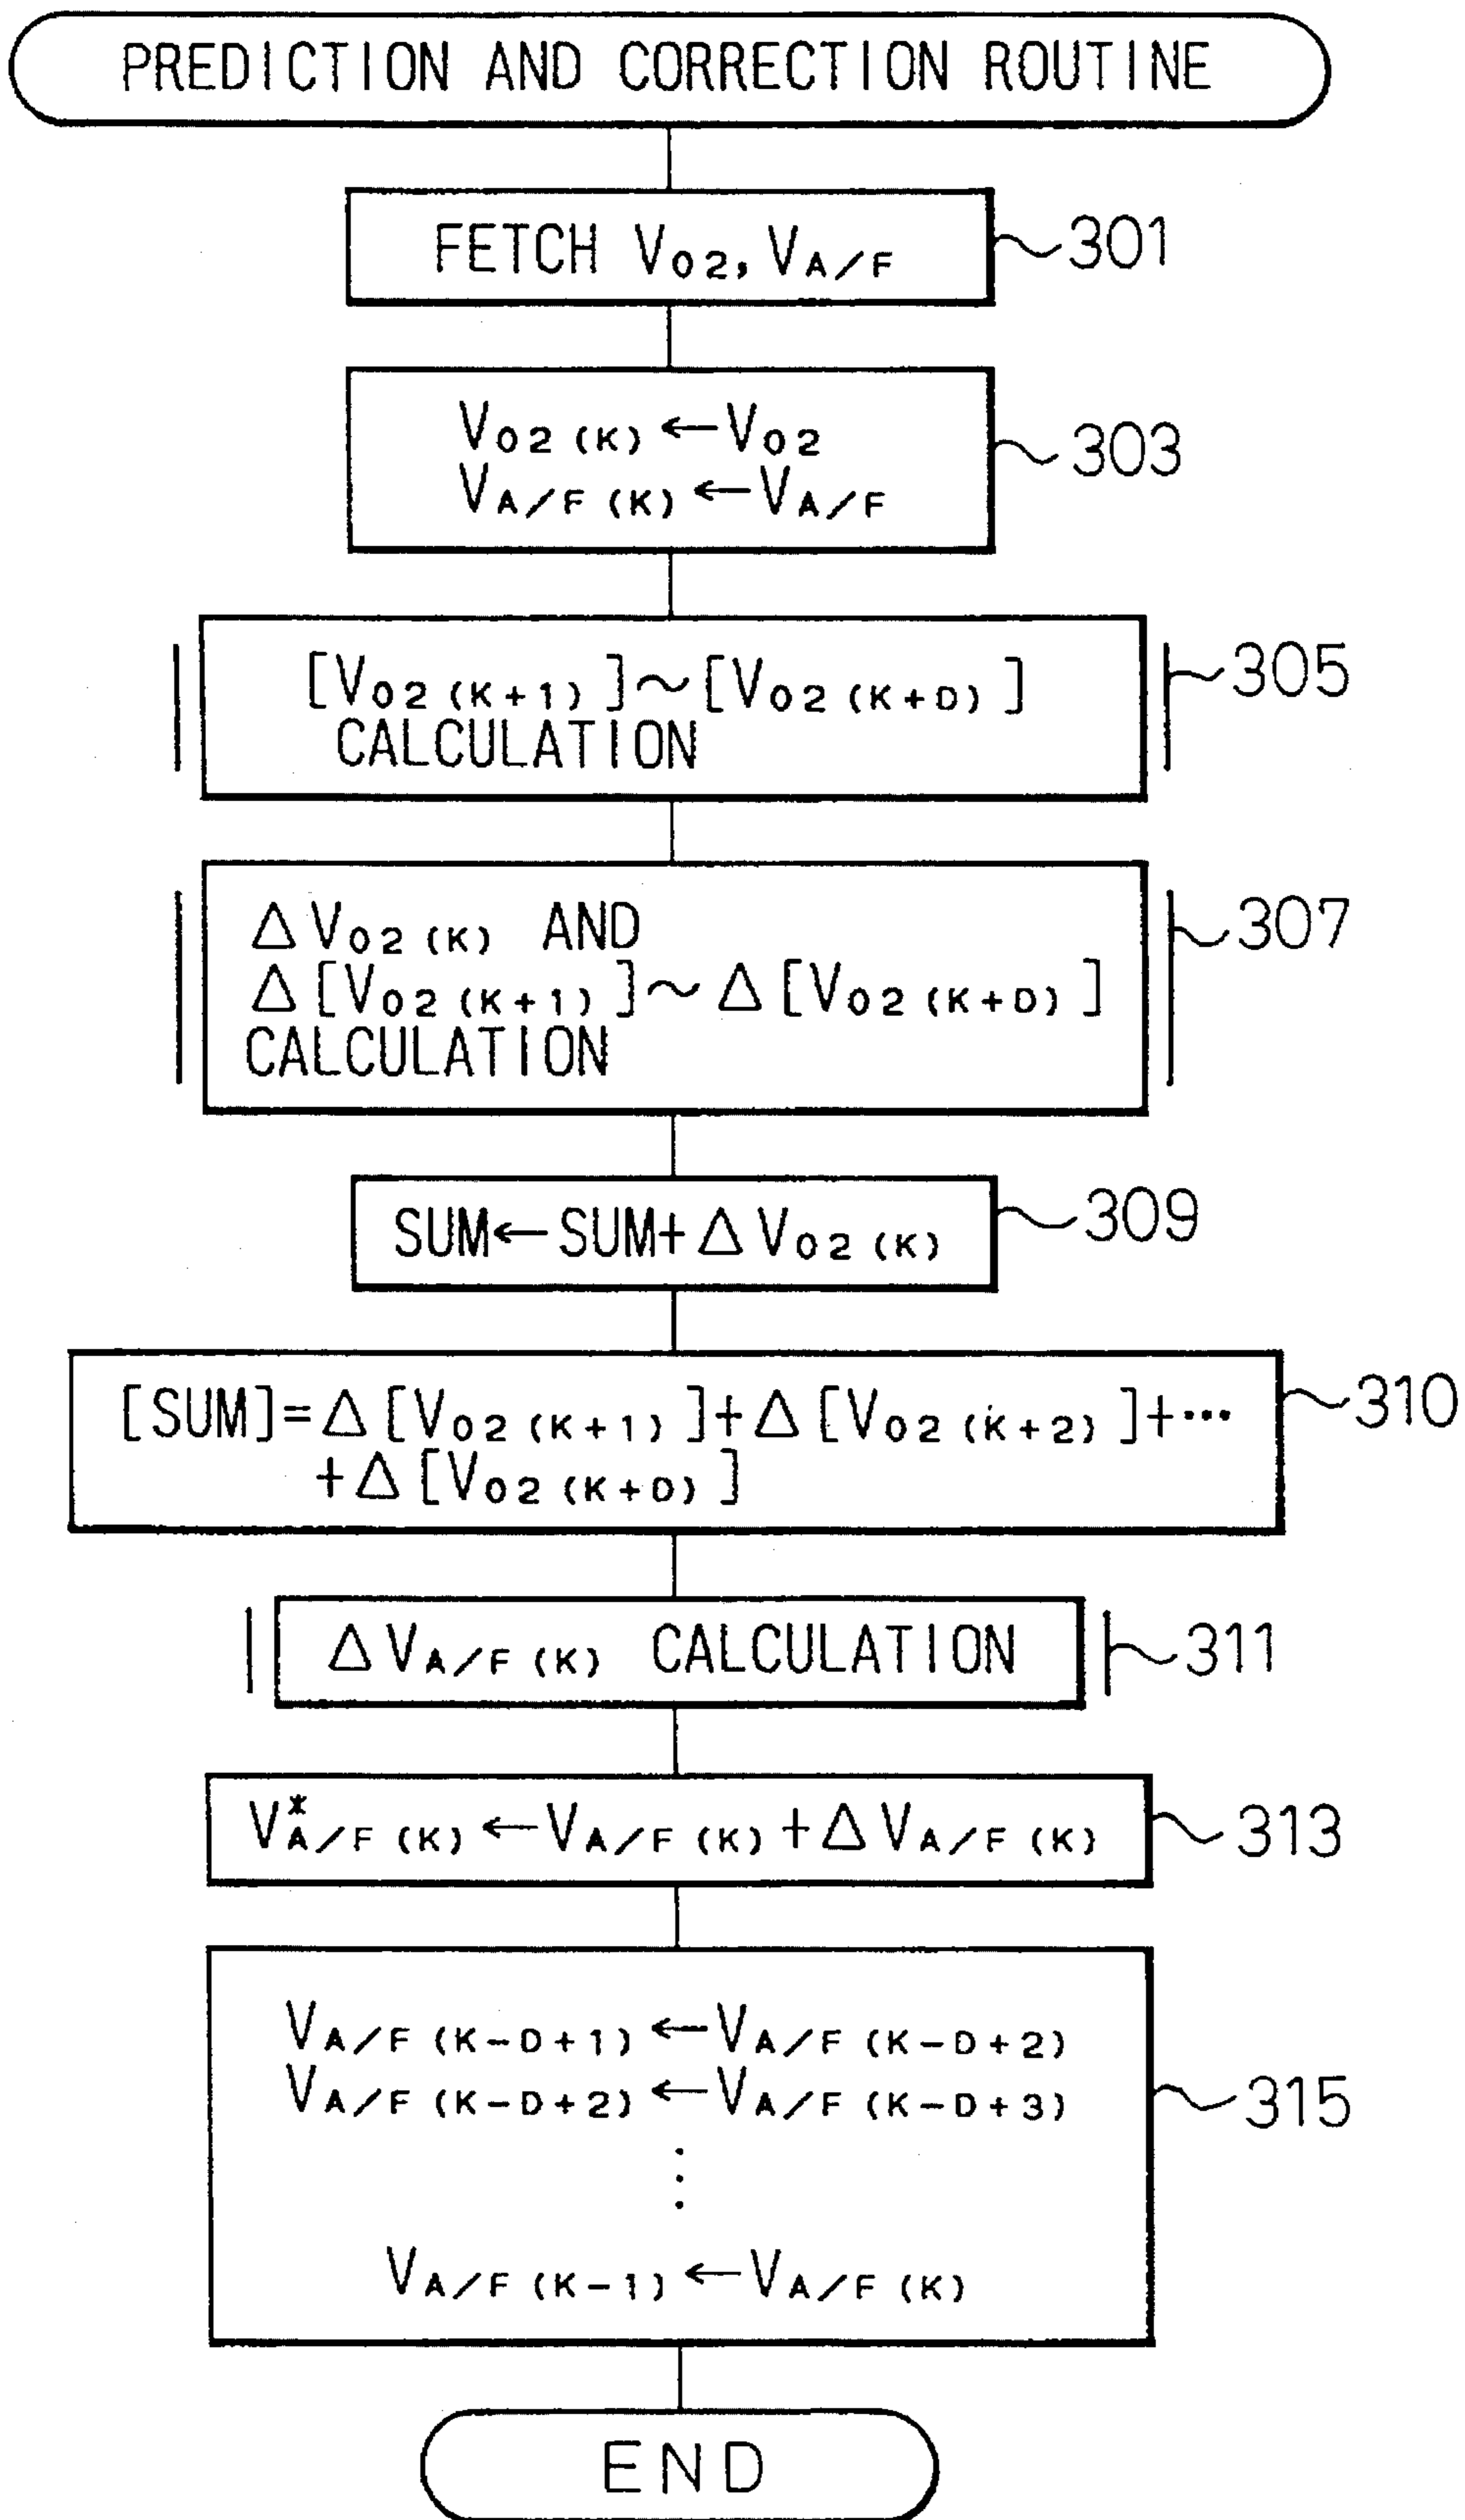 PREDICTION AND CORRECTION ROUTINE
FETCH VO2, VA/F
301
VO2(K)←VO2
VA/F(K)←VA/F
303
[VO2(K+1)]~[VO2(K+D)]
CALCULATION
305
ΔVO2(K) AND
Δ[VO2(K+1)]~Δ[VO2(K+D)]
CALCULATION
307
SUM←SUM+ΔVO2(K)
309
[SUM]=Δ[VO2(K+1)]+Δ[VO2(K+2)]+···
+Δ[VO2(K+D)]
310
ΔVA/F(K) CALCULATION
311
V*A/F(K)←VA/F(K)+ΔVA/F(K)
313
VA/F(K-D+1)←VA/F(K-D+2)
VA/F(K-D+2)←VA/F(K-D+3)
⋮
VA/F(K-1)←VA/F(K)
315
END